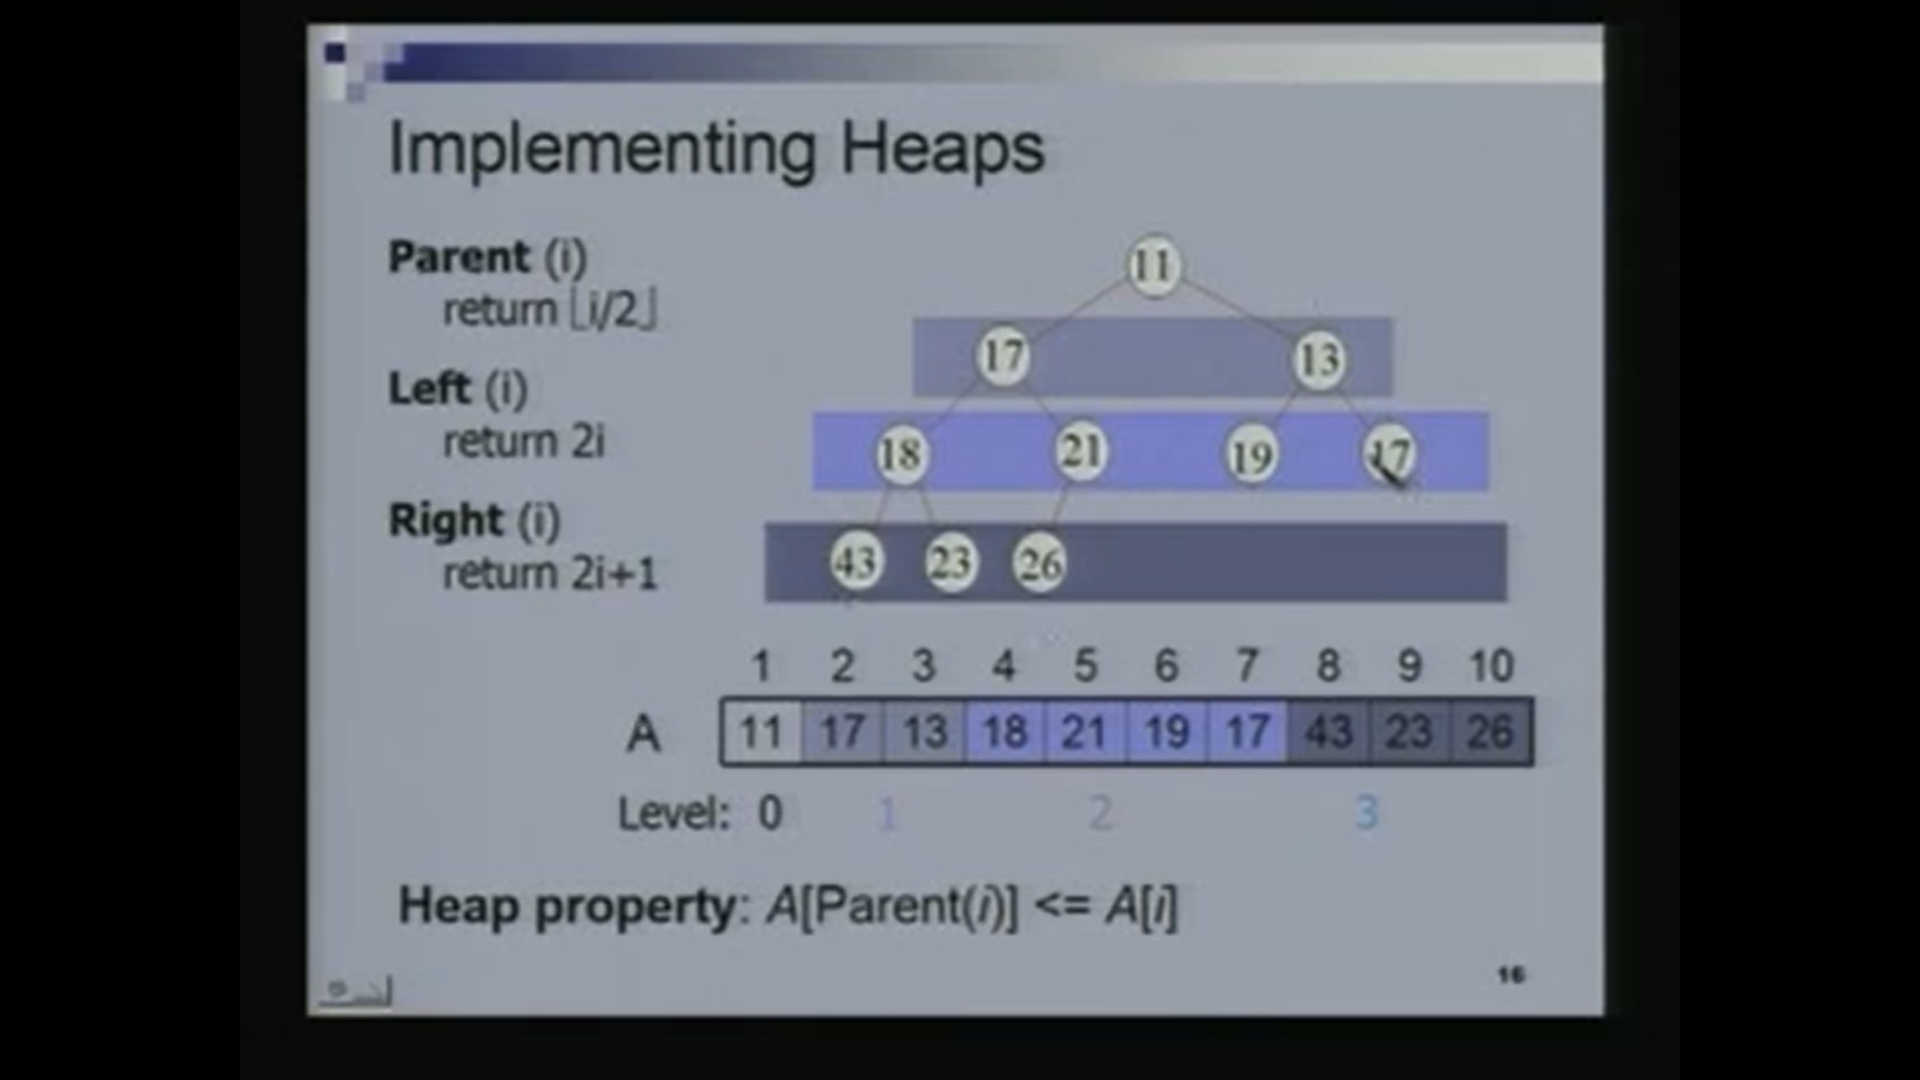 Implementing Heaps
Parent (i)
return ⌊i/2⌋
Left (i)
return 2i
Right (i)
return 2i+1
11
17 13
18 21 19 17
43 23 26
1 2 3 4 5 6 7 8 9 10
A 11 17 13 18 21 19 17 43 23 26
Level: 0 1 2 3
Heap property: A[Parent(i)] <= A[i]
16